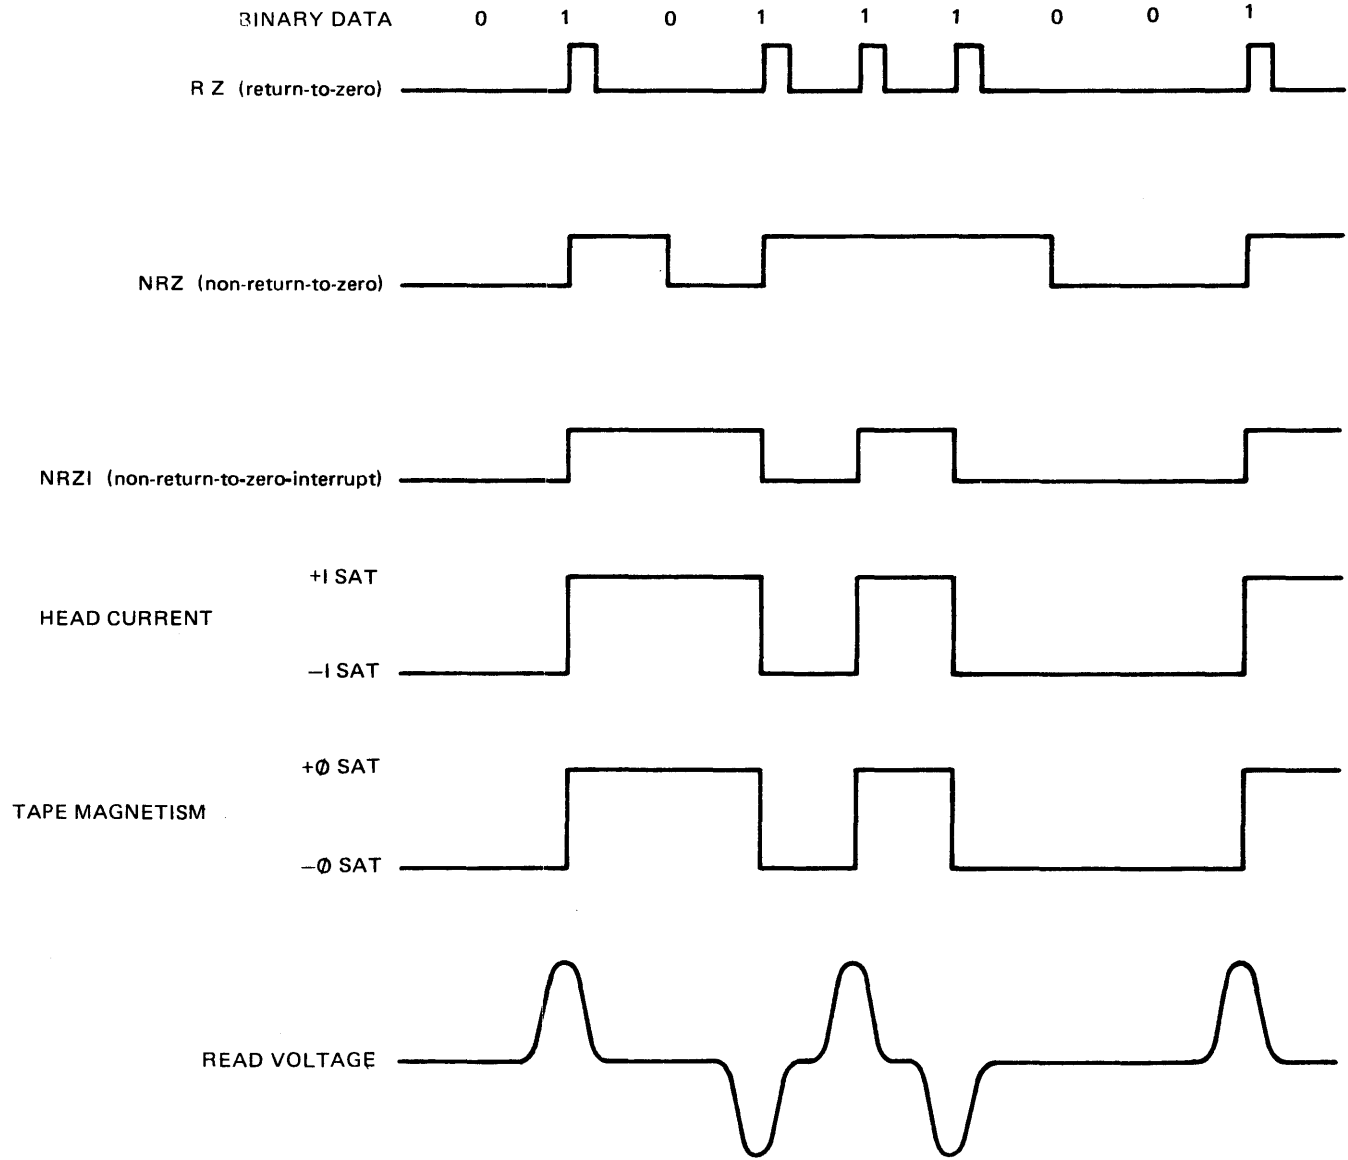 BINARY DATA 0 1 0 1 1 1 0 0 1
R Z (return-to-zero)
NRZ (non-return-to-zero)
NRZI (non-return-to-zero-interrupt)
+I SAT
HEAD CURRENT
—I SAT
+Ø SAT
TAPE MAGNETISM
—Ø SAT
READ VOLTAGE